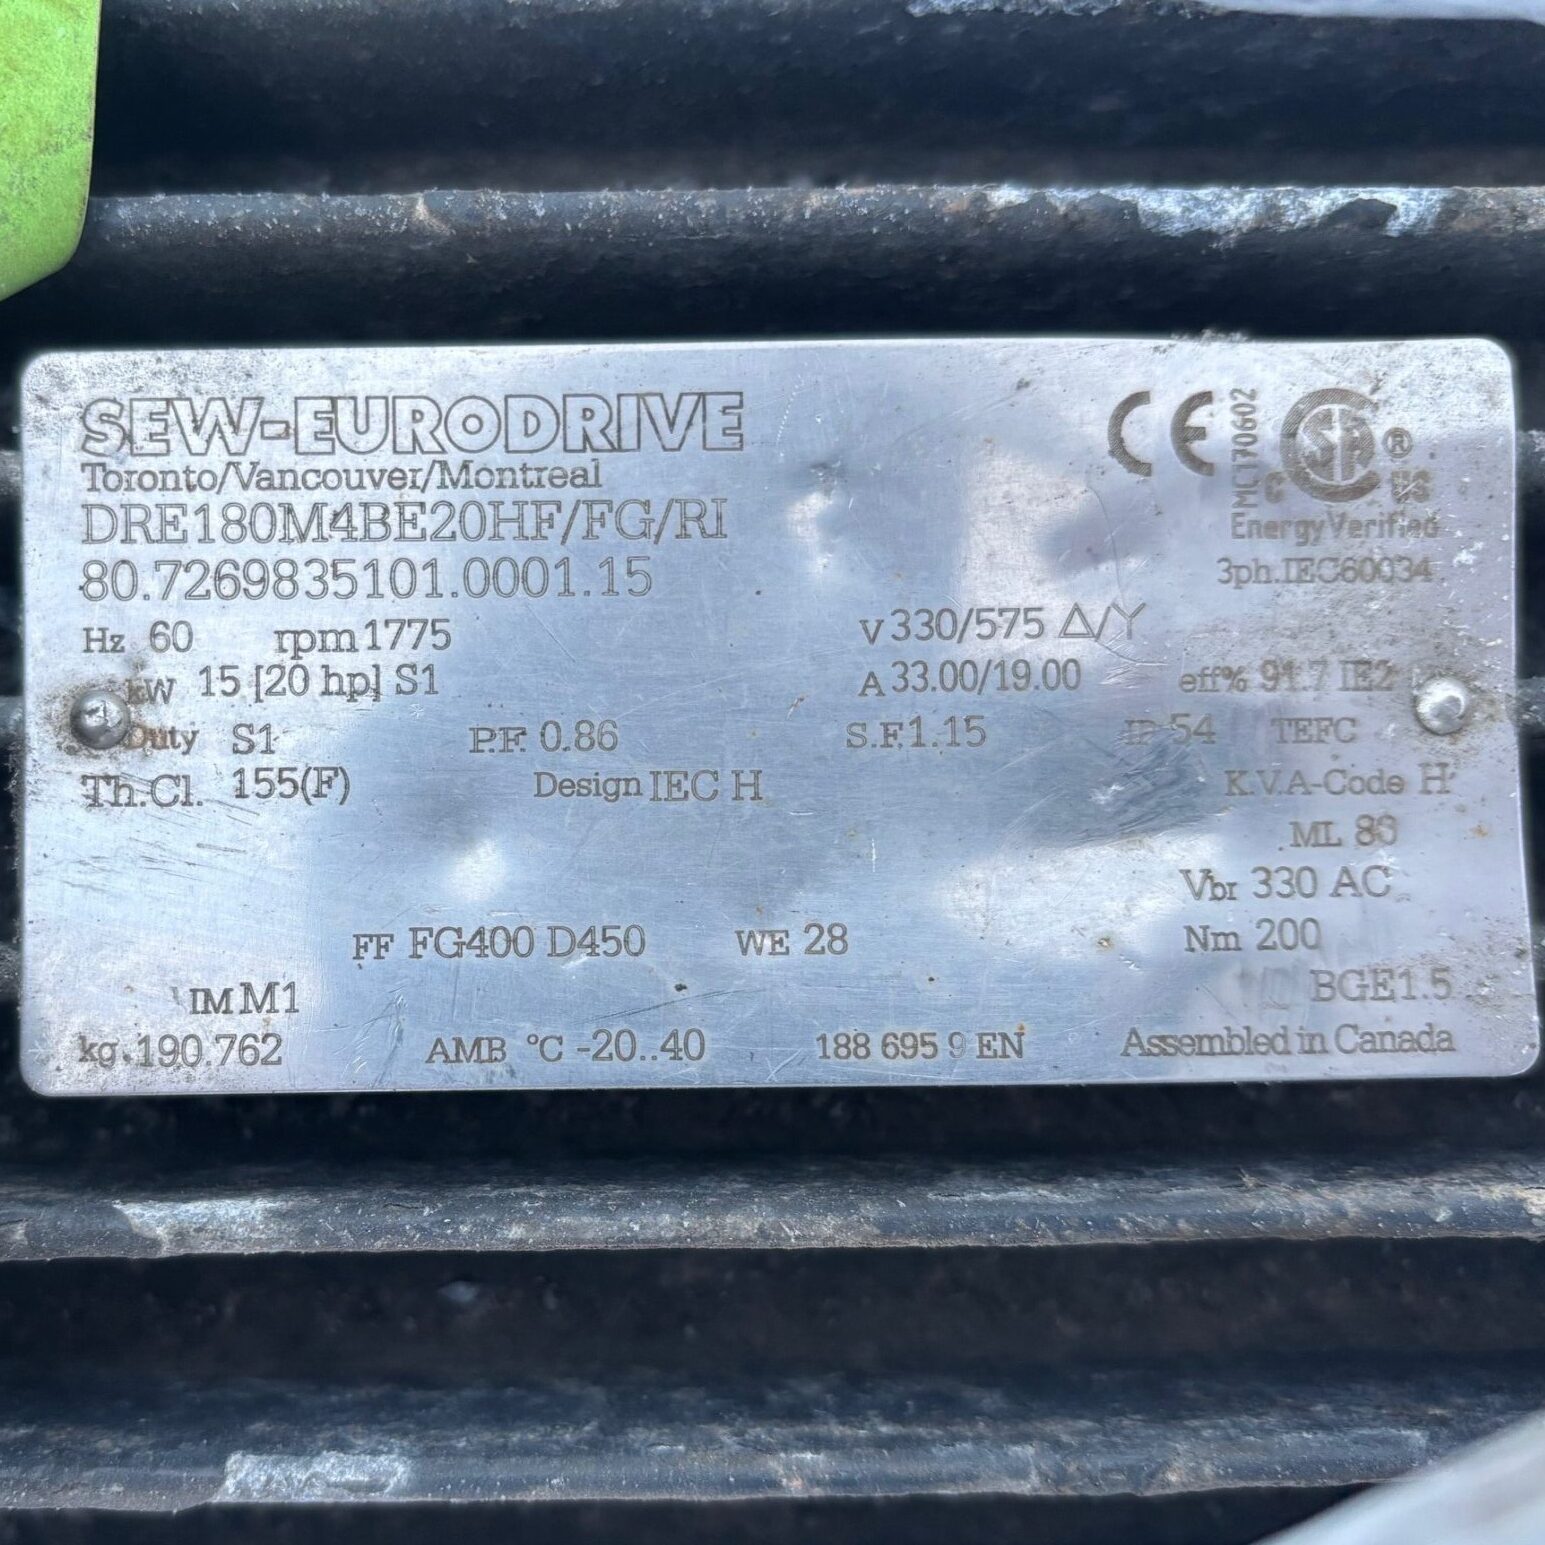 SEW-EURODRIVE
Toronto/Vancouver/Montreal
DRE180M4BE20HF/FG/RI
80.7269835101.0001.15
CE
EMC170602
CSA ®
C US
Energy Verified
3ph.IEC60034
Hz 60 rpm 1775 V 330/575 Δ/Y
kW 15 [20 hp] S1 A 33.00/19.00 eff% 91.7 IE2
Duty S1 P.F. 0.86 S.F. 1.15 IP 54 TEFC
Th.Cl. 155(F) Design IEC H K.V.A-Code H
ML 80
Vbr 330 AC
FF FG400 D450 WE 28 Nm 200
IM M1 BGE1.5
kg 190.762 AMB °C -20..40 188 695 9 EN Assembled in Canada